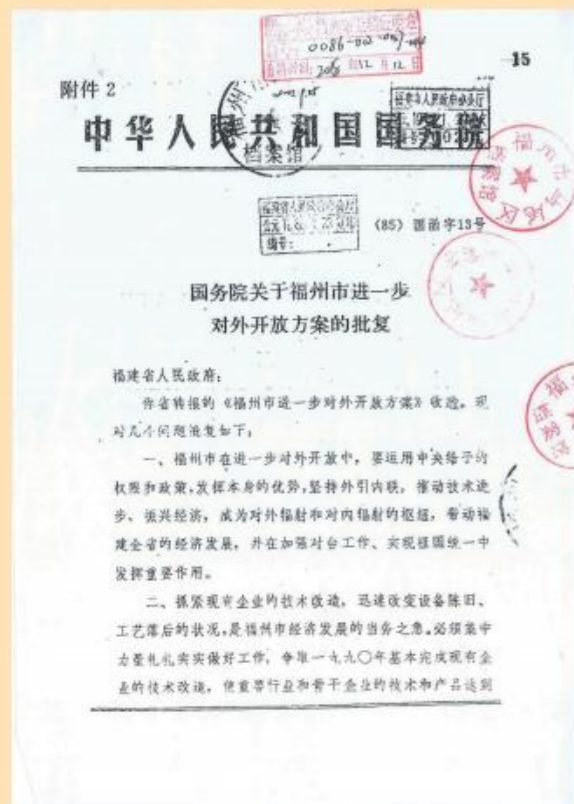 15
附件 2
中华人民共和国国务院
档案馆
(85) 国函字13号
国务院关于福州市进一步
对外开放方案的批复
福建省人民政府：
你省转报的《福州市进一步对外开放方案》收悉。现
对几个问题批复如下：
一、福州市在进一步对外开放中，要运用中央给予的
权限和政策，发挥本身的优势，坚持外引内联，推动技术进
步、振兴经济，成为对外辐射和对内辐射的枢纽，带动福
建全省的经济发展，并在加强对台工作、实现祖国统一中
发挥重要作用。
二、抓紧现有企业的技术改造，迅速改变设备陈旧、
工艺落后的状况，是福州市经济发展的当务之急。必须集中
力量扎扎实实做好工作，争取一九九〇年基本完成现有企
业的技术改造，使重要行业和骨干企业的技术和产品达到